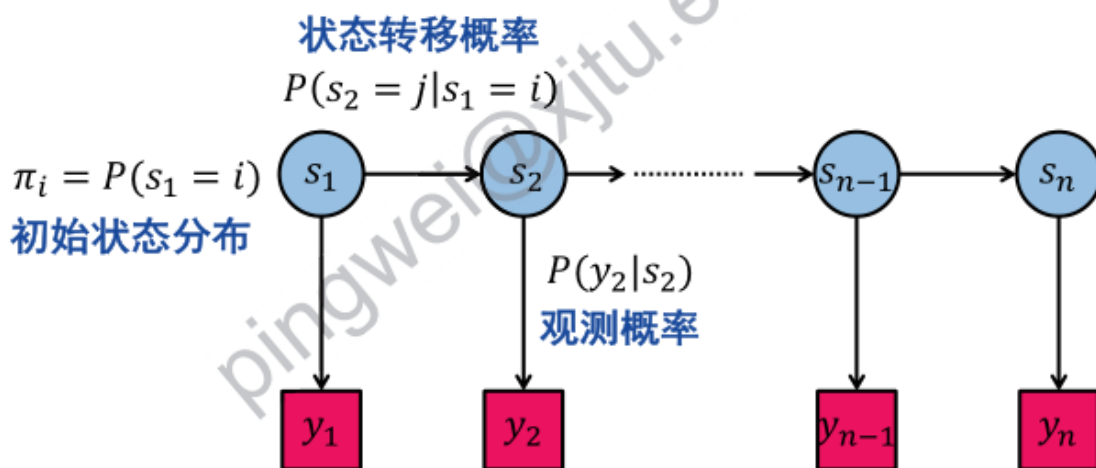 状态转移概率
P(s₂ = j|s₁ = i)
πᵢ = P(s₁ = i)
初始状态分布
s₁
s₂
sₙ₋₁
sₙ
P(y₂|s₂)
观测概率
y₁
y₂
yₙ₋₁
yₙ
pingwei@xjtu.e